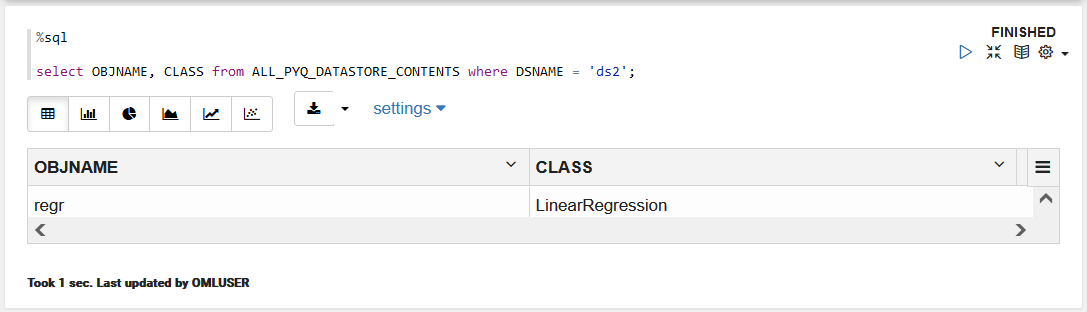 %sql
FINISHED
select OBJNAME, CLASS from ALL_PYQ_DATASTORE_CONTENTS where DSNAME = 'ds2';
settings
OBJNAME CLASS
regr LinearRegression
Took 1 sec. Last updated by OMLUSER